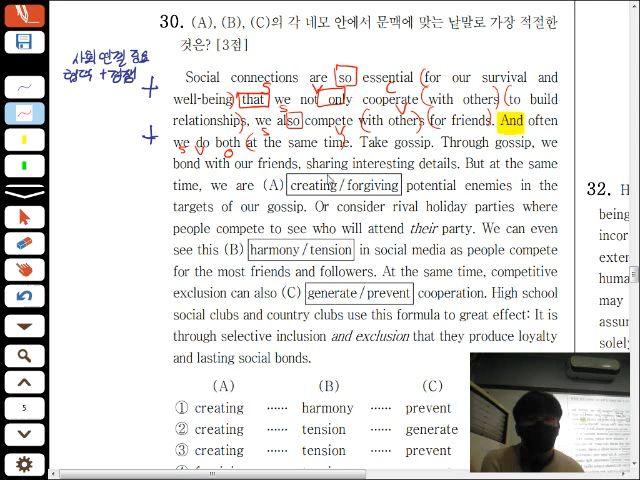 30. (A), (B), (C)의 각 네모 안에서 문맥에 맞는 낱말로 가장 적절한
것은? [3점]
사회 연결 중요
협력 + 경쟁
Social connections are so essential for our survival and
well-being that we not only cooperate with others to build
relationships, we also compete with others for friends. And often
we do both at the same time. Take gossip. Through gossip, we
bond with our friends, sharing interesting details. But at the same
time, we are (A) creating / forgiving potential enemies in the
targets of our gossip. Or consider rival holiday parties where
people compete to see who will attend their party. We can even
see this (B) harmony / tension in social media as people compete
for the most friends and followers. At the same time, competitive
exclusion can also (C) generate / prevent cooperation. High school
social clubs and country clubs use this formula to great effect: It is
through selective inclusion and exclusion that they produce loyalty
and lasting social bonds.
(A) (B) (C)
① creating ······ harmony ······ prevent
② creating ······ tension ······ generate
③ creating ······ tension ······ prevent
32. H
being
incor
exter
huma
may
assu
solely
5